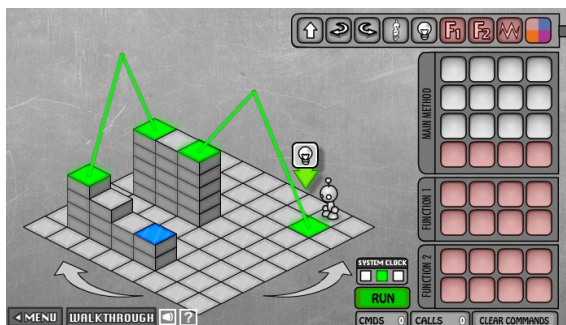 F1 F2
MAIN METHOD
FUNCTION 1
SYSTEM CLOCK
RUN
FUNCTION 2
MENU WALKTHROUGH ?
CMDS 0 CALLS 0 CLEAR COMMANDS